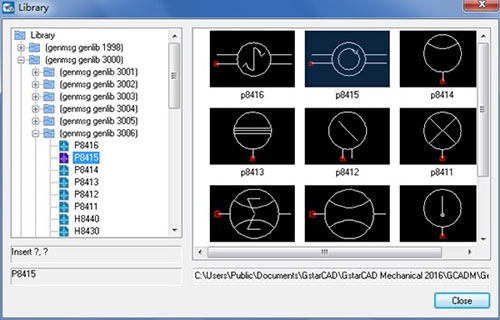 Library
Library
(genmsg genlib 1998)
(genmsg genlib 3000)
(genmsg genlib 3001)
(genmsg genlib 3002)
(genmsg genlib 3003)
(genmsg genlib 3004)
(genmsg genlib 3005)
(genmsg genlib 3006)
P8416
P8415
P8414
P8413
P8412
P8411
H8440
H8430
p8416
p8415
p8414
p8413
p8412
p8411
Insert ?, ?
P8415
C:\Users\Public\Documents\GstarCAD\GstarCAD Mechanical 2016\GCADM\Ge
Close